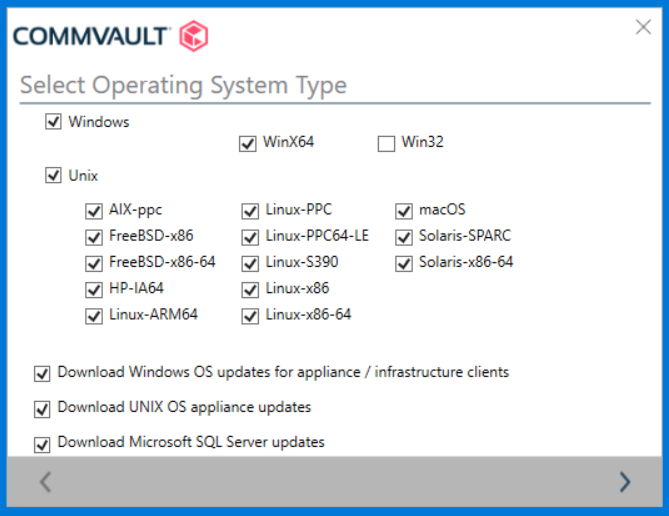 COMMVAULT
Select Operating System Type
Windows
WinX64 Win32
Unix
AIX-ppc Linux-PPC macOS
FreeBSD-x86 Linux-PPC64-LE Solaris-SPARC
FreeBSD-x86-64 Linux-S390 Solaris-x86-64
HP-IA64 Linux-x86
Linux-ARM64 Linux-x86-64
Download Windows OS updates for appliance / infrastructure clients
Download UNIX OS appliance updates
Download Microsoft SQL Server updates